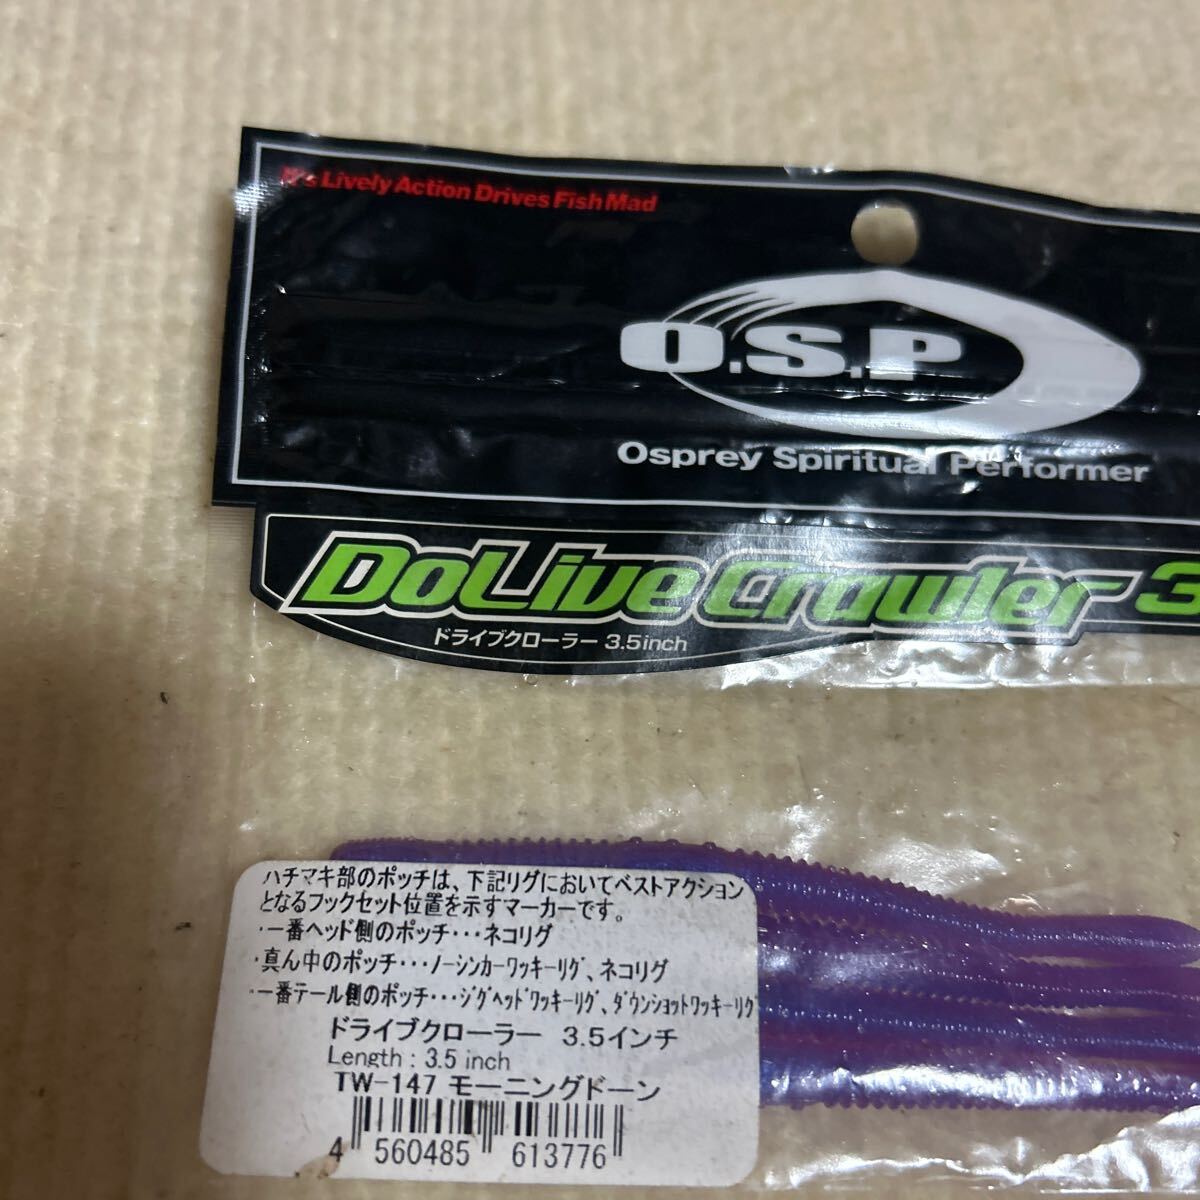 It's Lively Action Drives Fish Mad
O.S.P
Osprey Spiritual Performer
DoLive Crawler 3
ドライブクローラー 3.5inch
ハチマキ部のポッチは、下記リグにおいてベストアクション
となるフックセット位置を示すマーカーです。
・一番ヘッド側のポッチ・・・ネコリグ
・真ん中のポッチ・・・ノーシンカーワッキーリグ、ネコリグ
・一番テール側のポッチ・・・ジグヘッドワッキーリグ、ダウンショットワッキーリグ
ドライブクローラー 3.5インチ
Length : 3.5 inch
TW-147 モーニングドーン
4 560485 613776